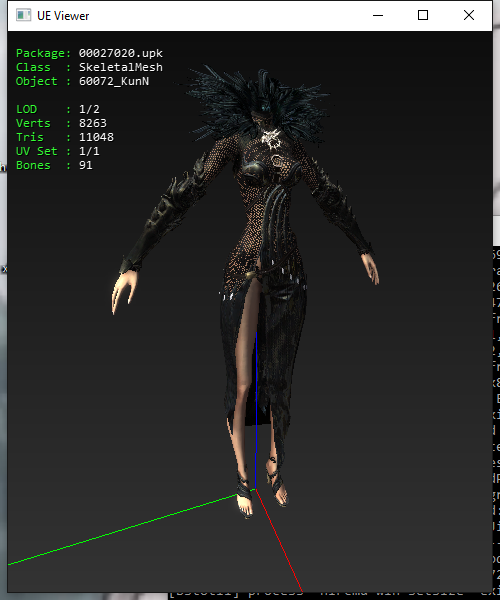 UE Viewer
Package: 00027020.upk
Class : SkeletalMesh
Object : 60072_KunN
LOD : 1/2
Verts : 8263
Tris : 11048
UV Set : 1/1
Bones : 91